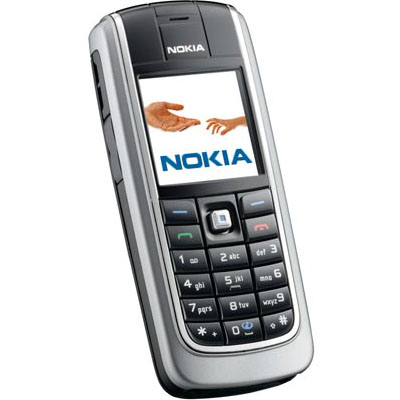 NOKIA
NOKIA
1 ꝏ 2 abc def 3
4 ghi 5 jkl mno 6
7 pqrs 8 tuv wxyz 9
* + 0 ⇧ #